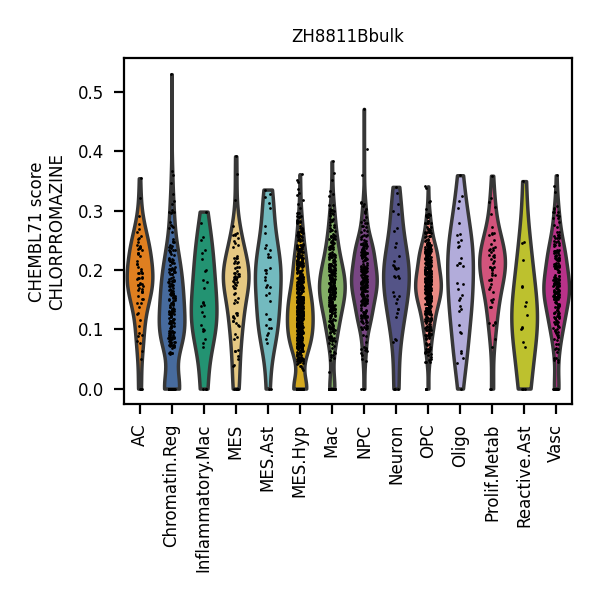 ZH8811Bbulk
CHEMBL71 score
CHLORPROMAZINE
0.5
0.4
0.3
0.2
0.1
0.0
AC
Chromatin.Reg
Inflammatory.Mac
MES
MES.Ast
MES.Hyp
Mac
NPC
Neuron
OPC
Oligo
Prolif.Metab
Reactive.Ast
Vasc